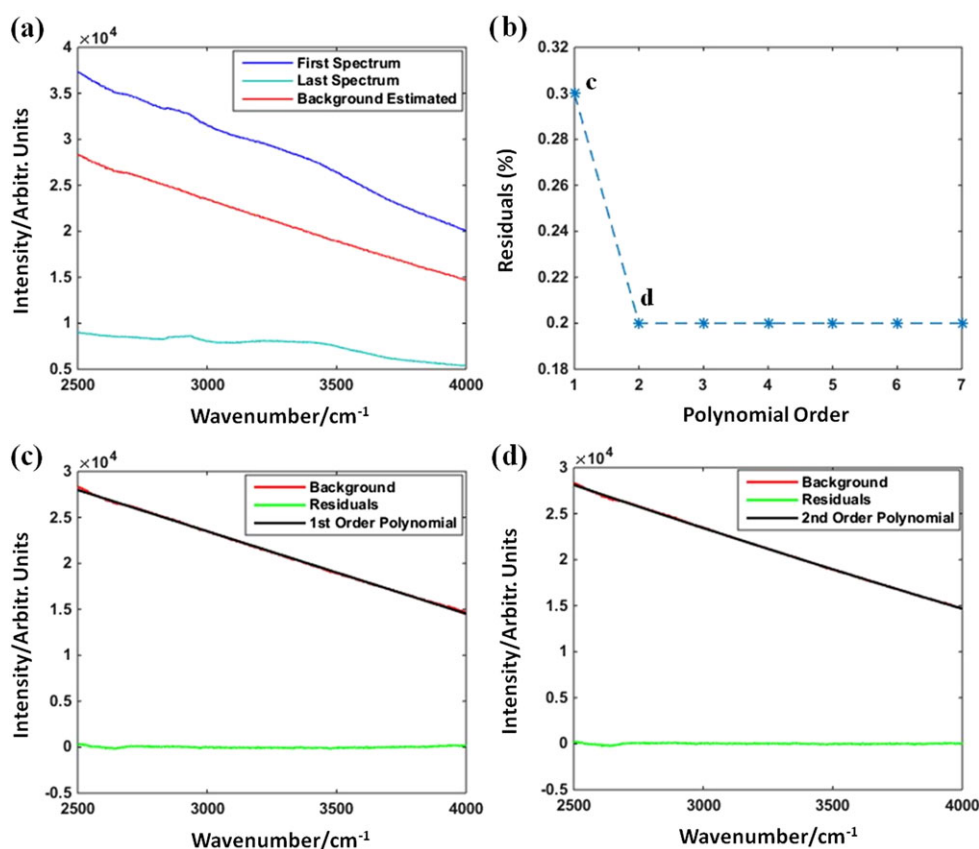 (a)
×10⁴
4
3.5
3
2.5
2
1.5
1
0.5
2500 3000 3500 4000
Intensity/Arbitr. Units
Wavenumber/cm⁻¹
First Spectrum
Last Spectrum
Background Estimated
(b)
0.32
0.3
0.28
0.26
0.24
0.22
0.2
0.18
1 2 3 4 5 6 7
Residuals (%)
Polynomial Order
c
d
(c)
×10⁴
3
2.5
2
1.5
1
0.5
0
-0.5
2500 3000 3500 4000
Intensity/Arbitr. Units
Wavenumber/cm⁻¹
Background
Residuals
1st Order Polynomial
(d)
×10⁴
3
2.5
2
1.5
1
0.5
0
-0.5
2500 3000 3500 4000
Intensity/Arbitr. Units
Wavenumber/cm⁻¹
Background
Residuals
2nd Order Polynomial